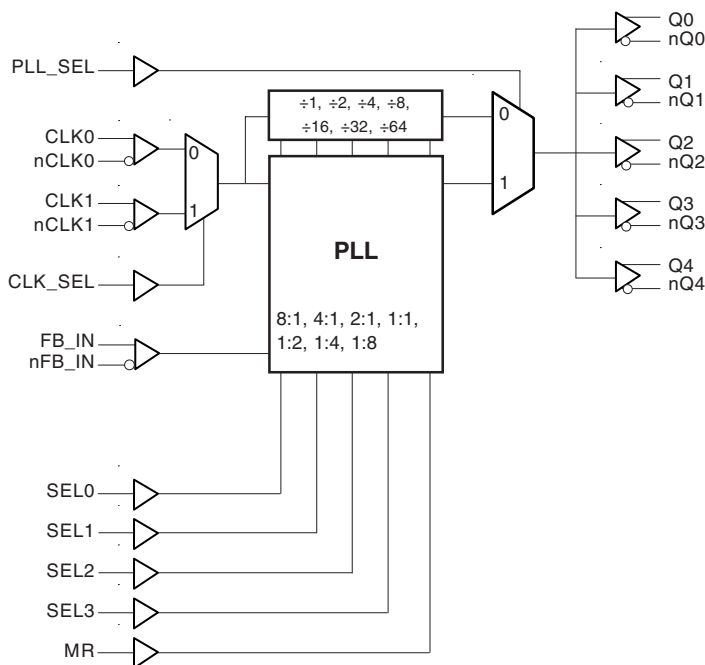 PLL_SEL
CLK0
nCLK0
CLK1
nCLK1
CLK_SEL
FB_IN
nFB_IN
SEL0
SEL1
SEL2
SEL3
MR
0
1
÷1, ÷2, ÷4, ÷8,
÷16, ÷32, ÷64
PLL
8:1, 4:1, 2:1, 1:1,
1:2, 1:4, 1:8
0
1
Q0
nQ0
Q1
nQ1
Q2
nQ2
Q3
nQ3
Q4
nQ4